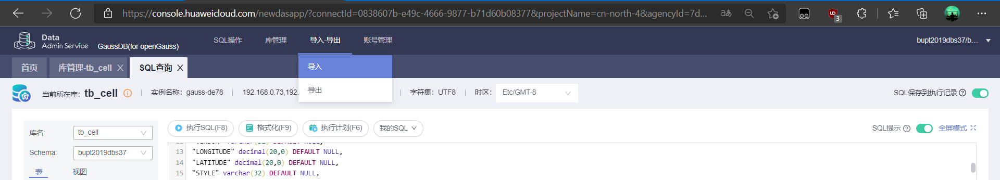 https://console.huaweicloud.com/newdasapp/?connectId=0838607b-e49c-4666-9877-b71d60b08377&projectName=cn-north-4&agencyId=7d...
aあ
3
Data
Admin Service
GaussDB(for openGauss)
SQL操作
库管理
导入·导出
账号管理
bupt2019dbs37/b...
首页
库管理-tb_cell
SQL查询
导入
导出
当前所在库: tb_cell
实例名称: gauss-de78
192.168.0.73,192.
字符集: UTF8
时区:
Etc/GMT-8
SQL保存到执行记录
库名:
tb_cell
执行SQL(F8)
格式化(F9)
执行计划(F6)
我的SQL
SQL提示
全屏模式
Schema:
bupt2019dbs37
表
视图
13 "LONGITUDE" decimal(20,0) DEFAULT NULL,
14 "LATITUDE" decimal(20,0) DEFAULT NULL,
15 "STYLE" varchar(32) DEFAULT NULL,